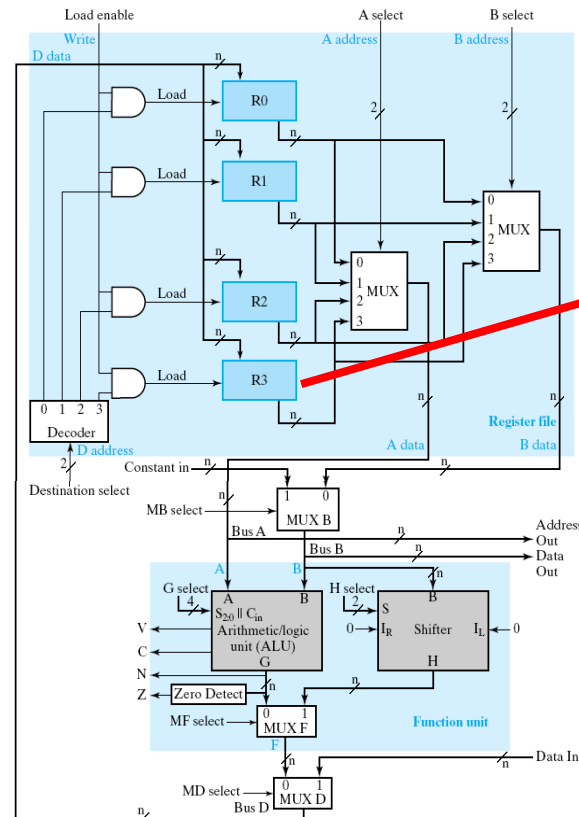 Load enable
A select
B select
Write
A address
B address
D data
n
Load
R0
2
2
n
n
Load
R1
0
1
2
3
MUX
n
n
0
1
2
3
MUX
Load
R2
n
n
Load
R3
n
n
n
0 1 2 3
Decoder
D address
2
Destination select
Register file
A data
B data
Constant in
n
n
n
1 0
MB select
MUX B
Bus A
n
Address
Out
Bus B
n
Data
Out
A
B
n
G select
4
A
B
H select
2
B
S
S2:0 || Cin
Arithmetic/logic
unit (ALU)
G
0
IR
Shifter
IL
0
H
V
C
N
Z
Zero Detect
n
n
MF select
0 1
MUX F
F
Function unit
n
n
Data In
MD select
0 1
MUX D
n
Bus D